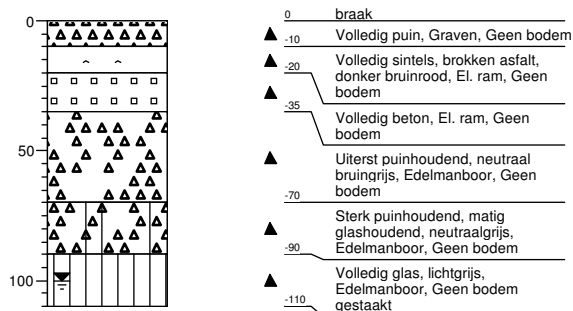 0
50
100
0 braak
-10 Volledig puin, Graven, Geen bodem
Volledig sintels, brokken asfalt,
-20 donker bruinrood, El. ram, Geen
bodem
-35 Volledig beton, El. ram, Geen
bodem
Uiterst puinhoudend, neutraal
bruingrijs, Edelmanboor, Geen
-70 bodem
Sterk puinhoudend, matig
glashoudend, neutraalgrijs,
-90 Edelmanboor, Geen bodem
Volledig glas, lichtgrijs,
Edelmanboor, Geen bodem
-110 gestaakt